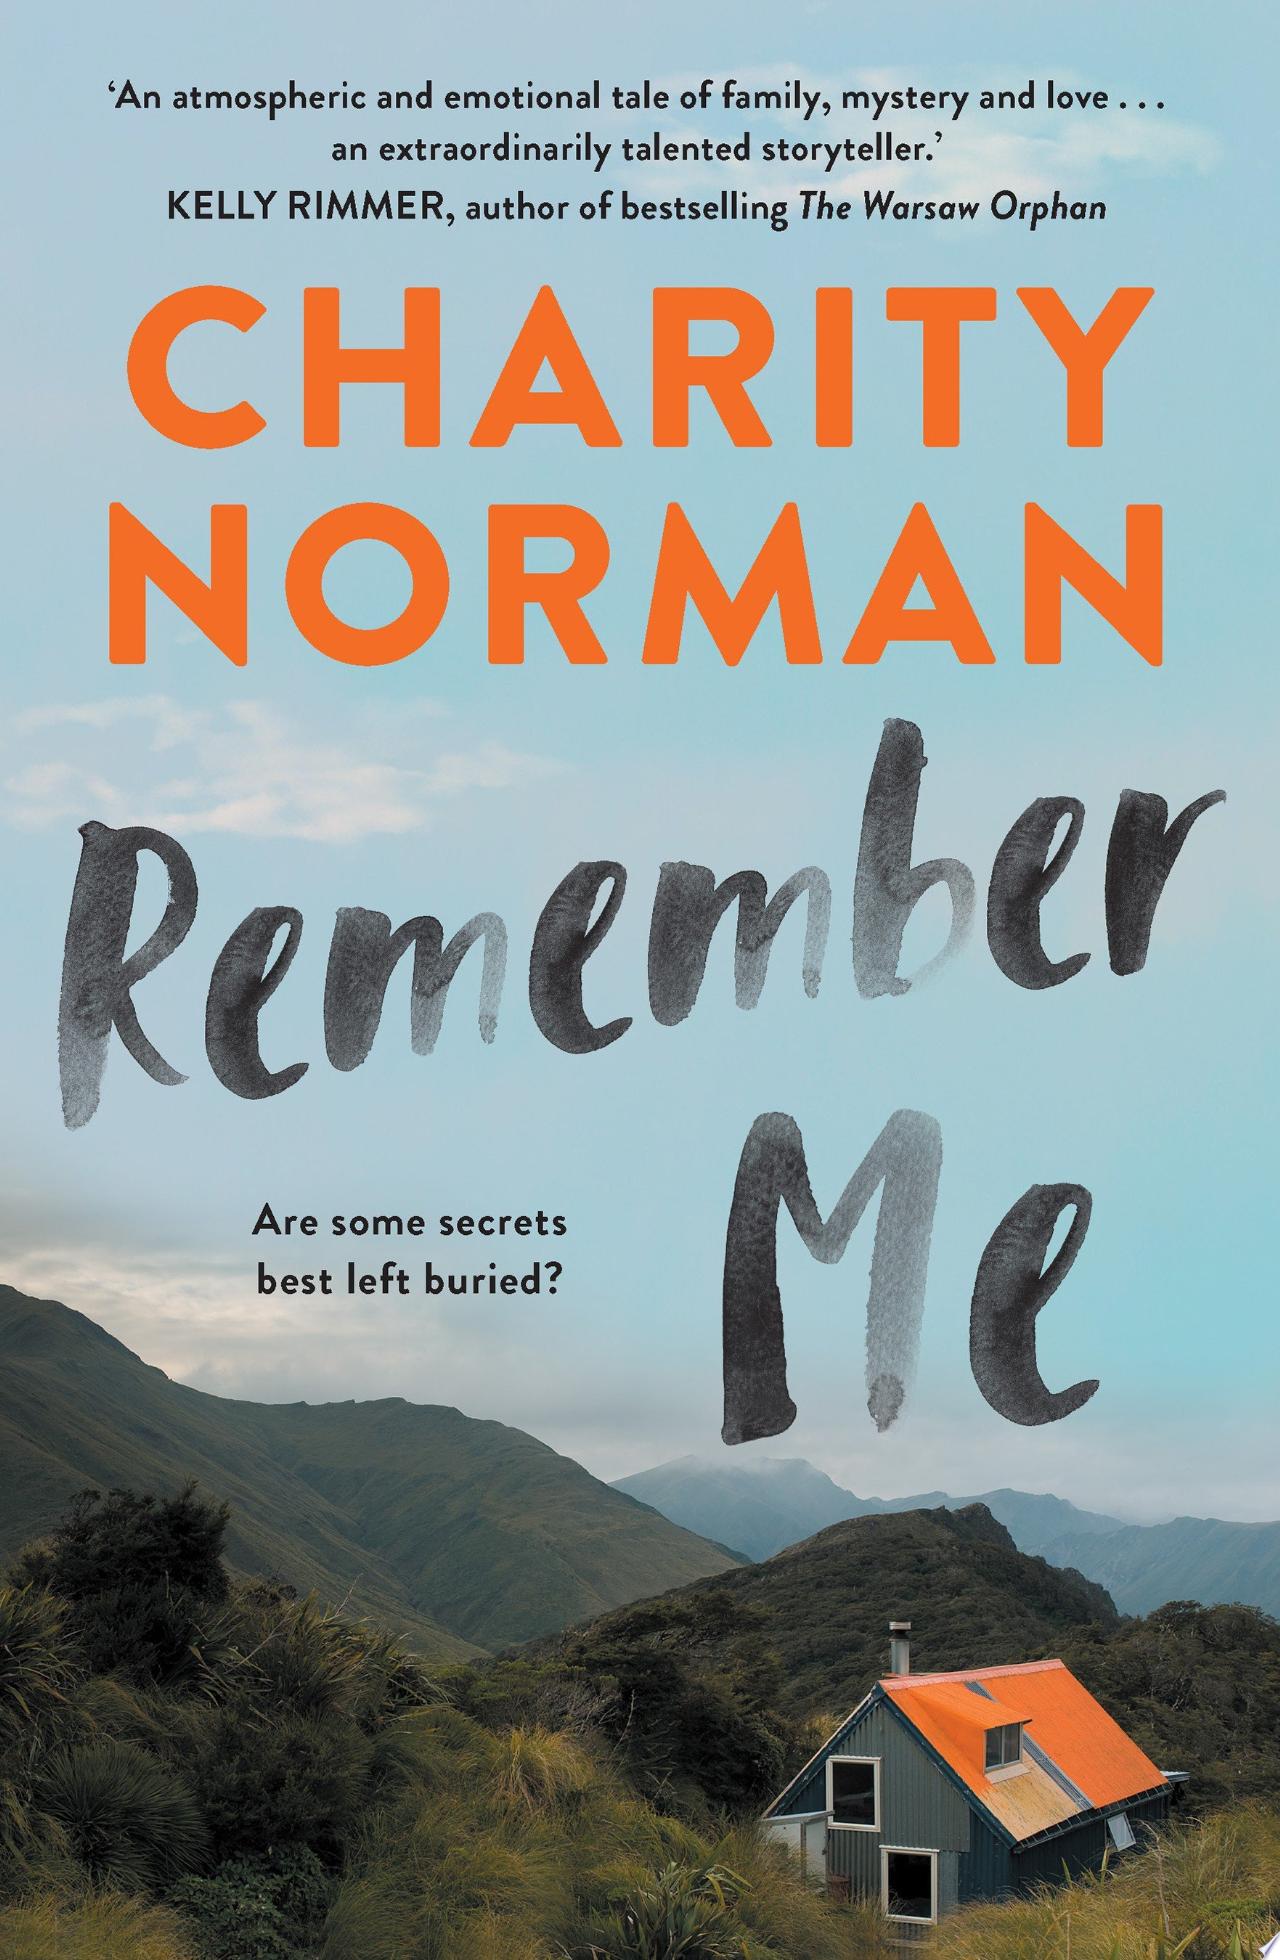 ‘An atmospheric and emotional tale of family, mystery and love . . .
an extraordinarily talented storyteller.’
KELLY RIMMER, author of bestselling The Warsaw Orphan
CHARITY
NORMAN
Remember
Me
Are some secrets
best left buried?